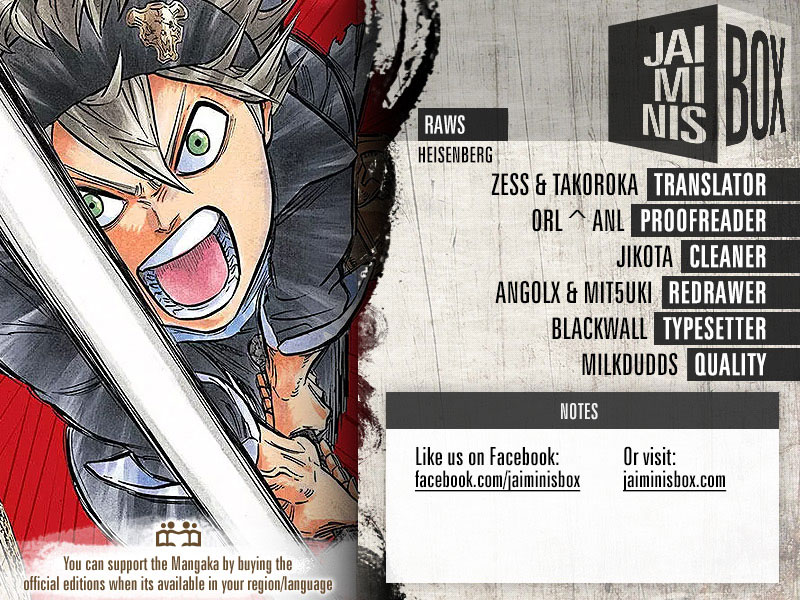 JAI
MI
NIS
BOX
RAWS
HEISENBERG
ZESS & TAKOROKA TRANSLATOR
ORL ^ ANL PROOFREADER
JIKOTA CLEANER
ANGOLX & MIT5UKI REDRAWER
BLACKWALL TYPESETTER
MILKDUDDS QUALITY
NOTES
Like us on Facebook:
facebook.com/jaiminisbox
Or visit:
jaiminisbox.com
You can support the Mangaka by buying the
official editions when its available in your region/language